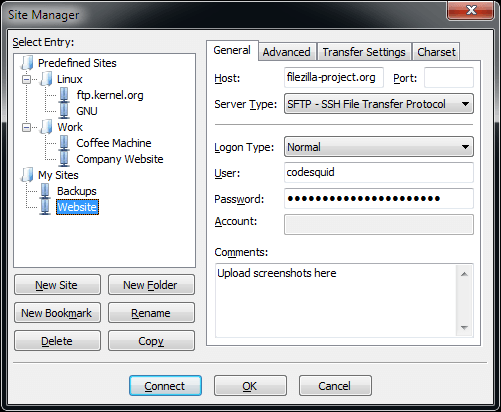 Site Manager
Select Entry:
Predefined Sites
Linux
ftp.kernel.org
GNU
Work
Coffee Machine
Company Website
My Sites
Backups
Website
New Site New Folder
New Bookmark Rename
Delete Copy
General Advanced Transfer Settings Charset
Host: filezilla-project.org Port:
Server Type: SFTP - SSH File Transfer Protocol
Logon Type: Normal
User: codesquid
Password: ●●●●●●●●●●●●●●●●●●●●●●
Account:
Comments:
Upload screenshots here
Connect OK Cancel